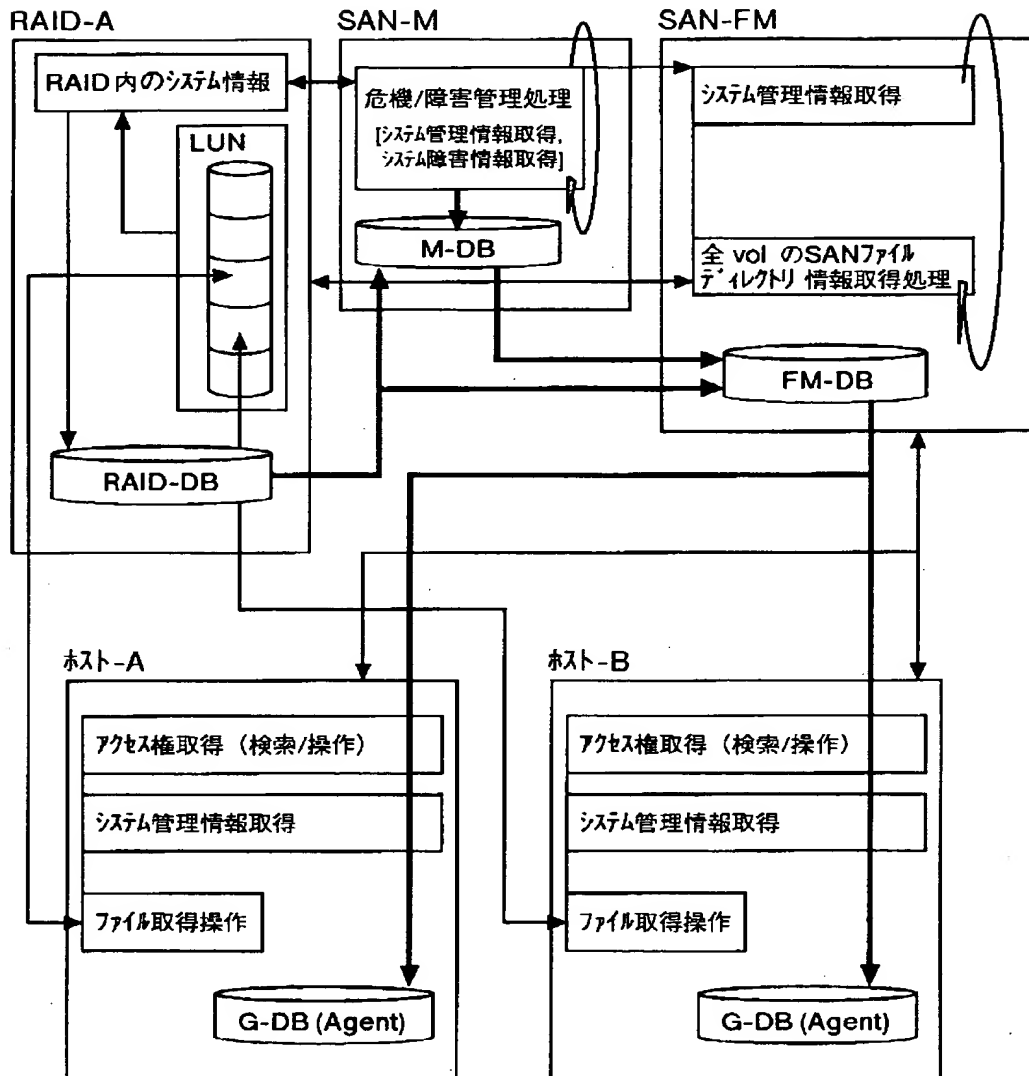 RAID-A
RAID 内のシステム情報
LUN
RAID-DB
SAN-M
危機/障害管理処理
[システム管理情報取得,
システム障害情報取得]
M-DB
SAN-FM
システム管理情報取得
全 vol のSANファイル
ディレクトリ 情報取得処理
FM-DB
ホスト-A
アクセス権取得（検索/操作）
システム管理情報取得
ファイル取得操作
G-DB (Agent)
ホスト-B
アクセス権取得（検索/操作）
システム管理情報取得
ファイル取得操作
G-DB (Agent)